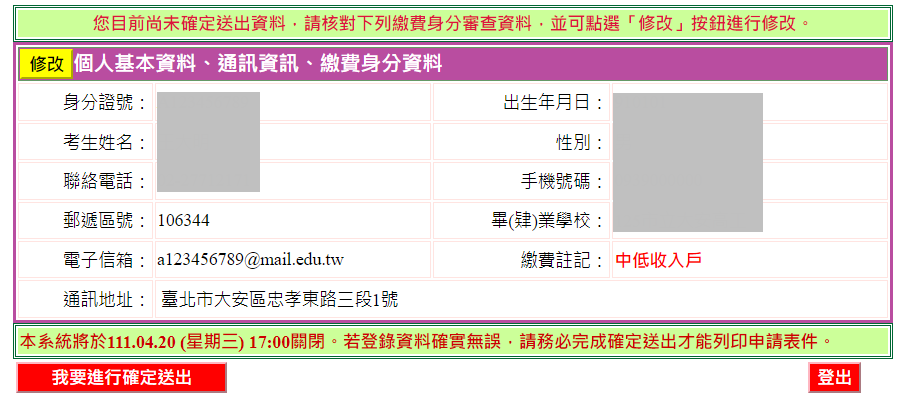 您目前尚未確定送出資料，請核對下列繳費身分審查資料，並可點選「修改」按鈕進行修改。
修改 個人基本資料、通訊資訊、繳費身分資料
身分證號： 出生年月日：
考生姓名： 性別：
聯絡電話： 手機號碼：
郵遞區號： 106344 畢(肄)業學校：
電子信箱： a123456789@mail.edu.tw 繳費註記： 中低收入戶
通訊地址： 臺北市大安區忠孝東路三段1號
本系統將於111.04.20 (星期三) 17:00關閉。若登錄資料確實無誤，請務必完成確定送出才能列印申請表件。
我要進行確定送出 登出